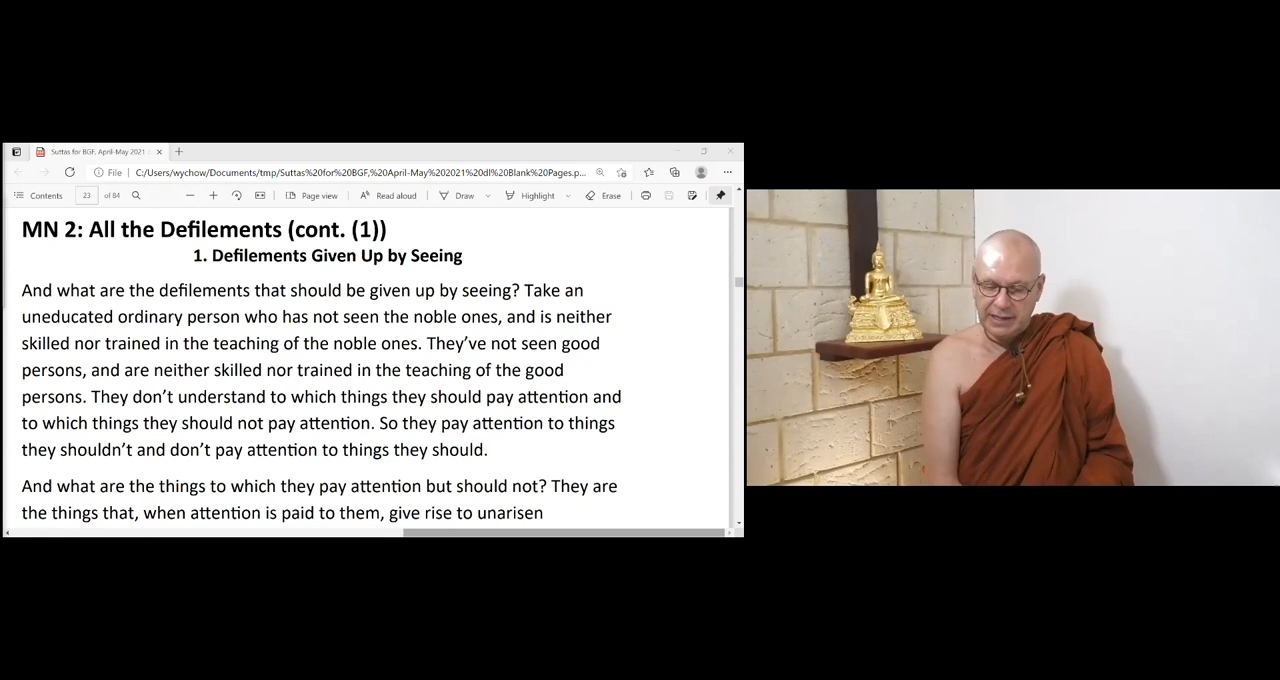 Suttas for BGF, April-May 2021
File C:/Users/wychow/Documents/tmp/Suttas%20for%20BGF,%20April-May%202021%20dl%20Blank%20Pages.p...
Contents 23 of 84 Page view Read aloud Draw Highlight Erase
MN 2: All the Defilements (cont. (1))
1. Defilements Given Up by Seeing
And what are the defilements that should be given up by seeing? Take an
uneducated ordinary person who has not seen the noble ones, and is neither
skilled nor trained in the teaching of the noble ones. They’ve not seen good
persons, and are neither skilled nor trained in the teaching of the good
persons. They don’t understand to which things they should pay attention and
to which things they should not pay attention. So they pay attention to things
they shouldn’t and don’t pay attention to things they should.
And what are the things to which they pay attention but should not? They are
the things that, when attention is paid to them, give rise to unarisen